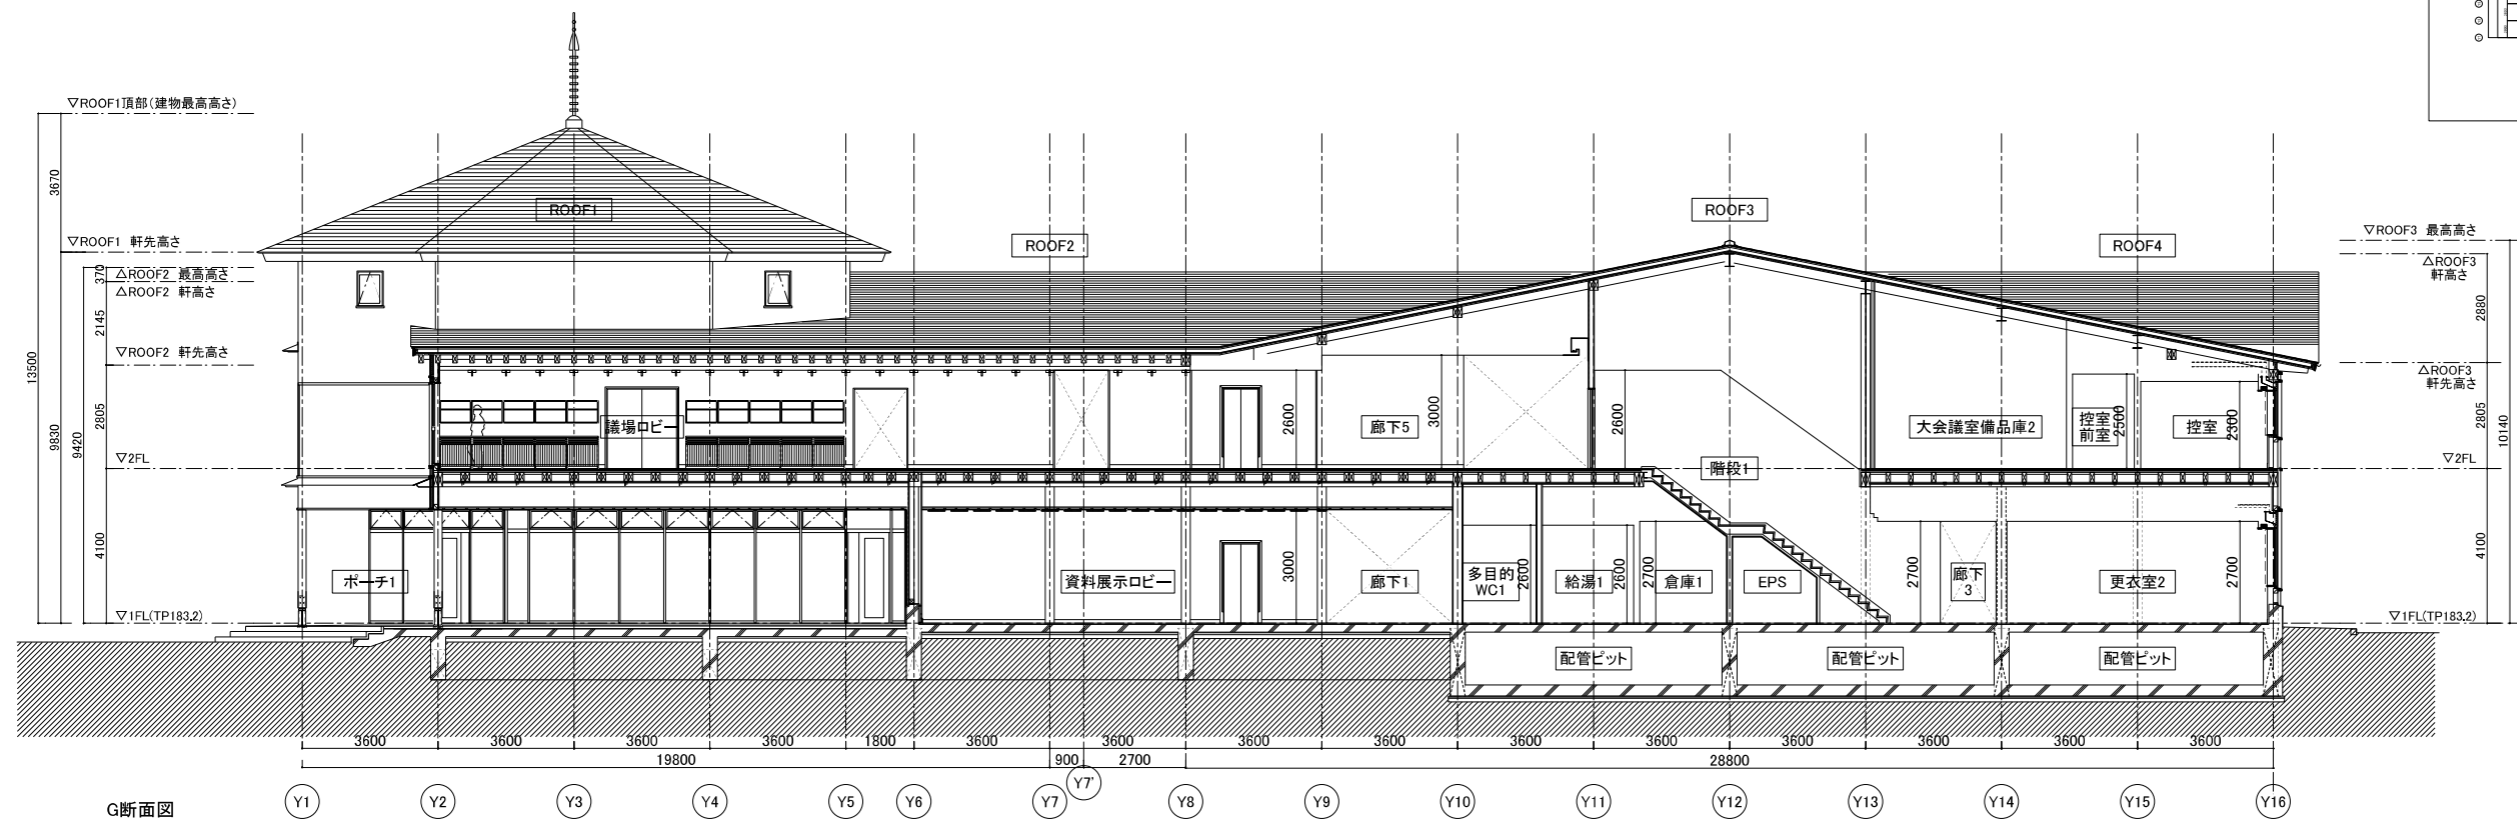 ▽ROOF1頂部(建物最高高さ)
3670
ROOF1
ROOF3
▽ROOF1 軒先高さ
ROOF2
ROOF4
▽ROOF3 最高高さ
370
△ROOF2 最高高さ
△ROOF2 軒高さ
△ROOF3
軒高さ
2145
2880
▽ROOF2 軒先高さ
△ROOF3
軒先高さ
13500
9830
9420
2805
議場ロビー
2600
廊下5
3000
2600
大会議室備品庫2
控室
前室
2500
控室
2300
2805
10140
▽2FL
階段1
▽2FL
4100
ポーチ1
資料展示ロビー
3000
廊下1
多目的
WC1
2600
給湯1
2600
2700
倉庫1
EPS
2700
廊下
3
更衣室2
2700
4100
▽1FL(TP183.2)
▽1FL(TP183.2)
配管ピット
配管ピット
配管ピット
3600 3600 3600 3600 1800 3600 3600 3600 3600 3600 3600 3600 3600 3600 3600
19800 900 2700 28800
Y1 Y2 Y3 Y4 Y5 Y6 Y7 Y7' Y8 Y9 Y10 Y11 Y12 Y13 Y14 Y15 Y16
G断面図